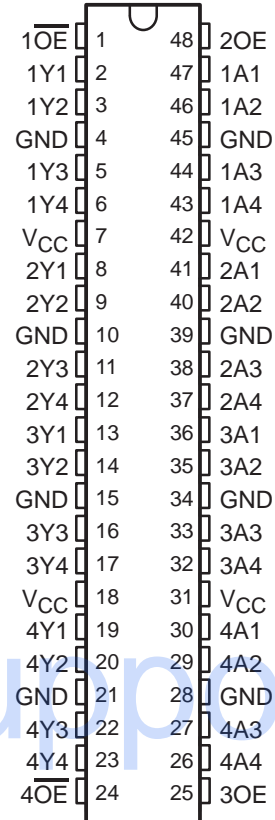 1O̅E̅ 1 48 2OE
1Y1 2 47 1A1
1Y2 3 46 1A2
GND 4 45 GND
1Y3 5 44 1A3
1Y4 6 43 1A4
VCC 7 42 VCC
2Y1 8 41 2A1
2Y2 9 40 2A2
GND 10 39 GND
2Y3 11 38 2A3
2Y4 12 37 2A4
3Y1 13 36 3A1
3Y2 14 35 3A2
GND 15 34 GND
3Y3 16 33 3A3
3Y4 17 32 3A4
VCC 18 31 VCC
4Y1 19 30 4A1
4Y2 20 29 4A2
GND 21 28 GND
4Y3 22 27 4A3
4Y4 23 26 4A4
4O̅E̅ 24 25 3OE